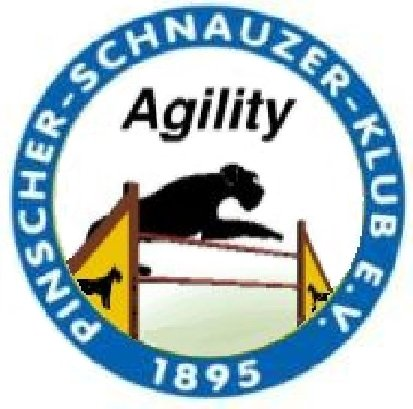 PINSCHER-SCHNAUZER-KLUB E.V.
Agility
1895